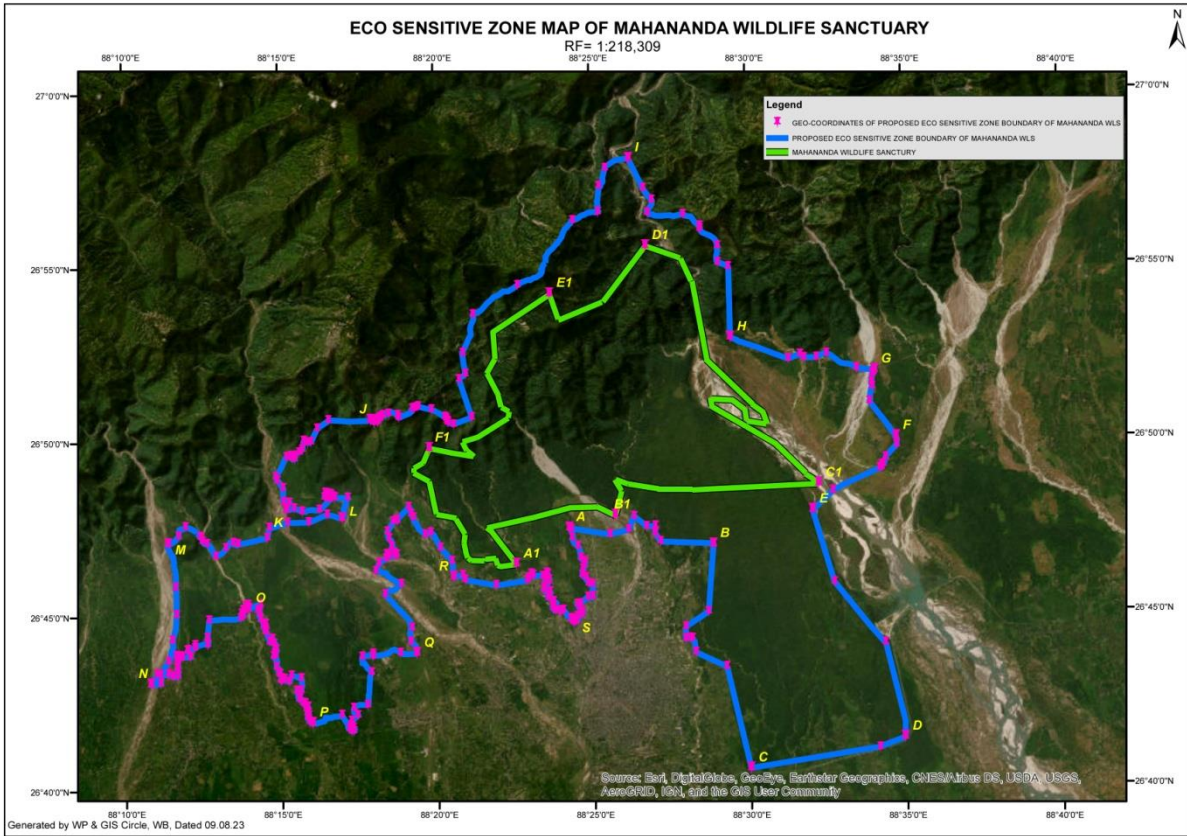 ECO SENSITIVE ZONE MAP OF MAHANANDA WILDLIFE SANCTUARY
RF= 1:218,309
N
88°10'0"E 88°15'0"E 88°20'0"E 88°25'0"E 88°30'0"E 88°35'0"E 88°40'0"E
27°0'0"N
27°0'0"N
Legend
GEO-COORDINATES OF PROPOSED ECO SENSITIVE ZONE BOUNDARY OF MAHANANDA WLS
PROPOSED ECO SENSITIVE ZONE BOUNDARY OF MAHANANDA WLS
MAHANANDA WILDLIFE SANCTURY
I
D1
26°55'0"N
26°55'0"N
E1
H
G
J
F1
F
26°50'0"N
26°50'0"N
C1
E
L
K
B1
A
B
M
A1
R
O
26°45'0"N
26°45'0"N
S
Q
N
P
D
C
26°40'0"N
26°40'0"N
Source: Esri, DigitalGlobe, GeoEye, Earthstar Geographics, CNES/Airbus DS, USDA, USGS,
AeroGRID, IGN, and the GIS User Community
88°10'0"E 88°15'0"E 88°20'0"E 88°25'0"E 88°30'0"E 88°35'0"E 88°40'0"E
Generated by WP & GIS Circle, WB, Dated 09.08.23